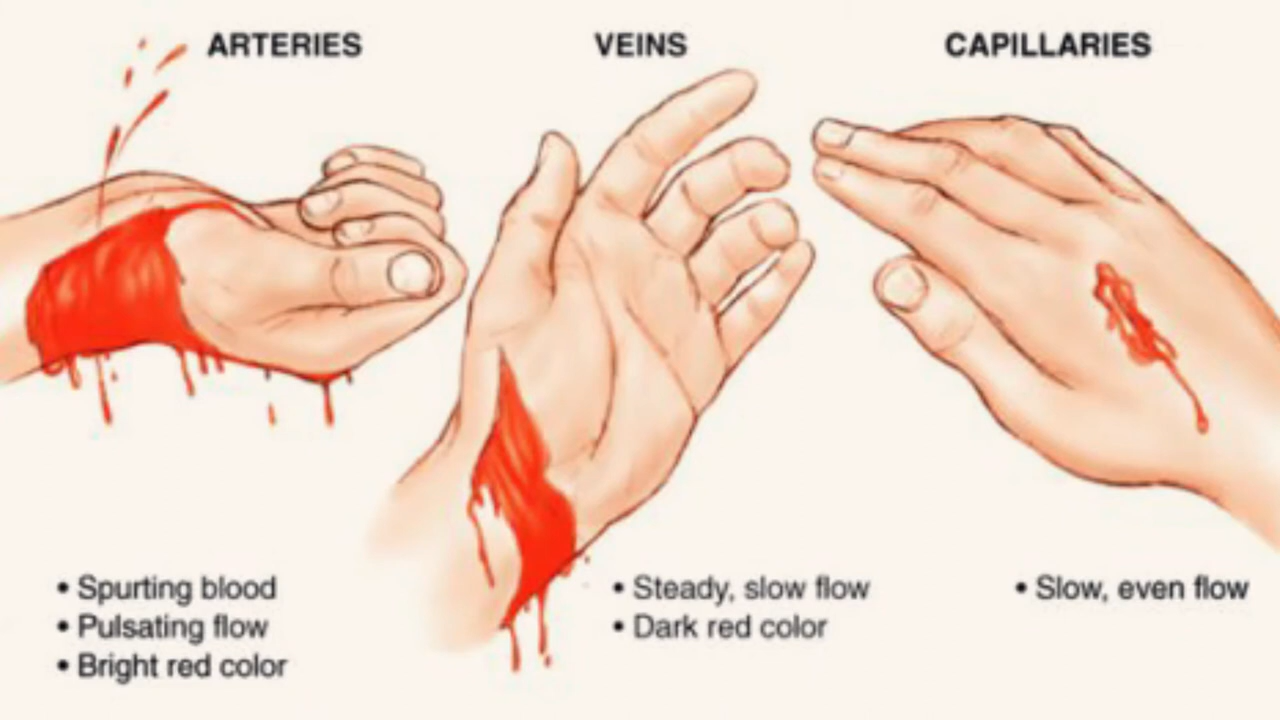 ARTERIES
VEINS
CAPILLARIES
• Spurting blood
• Pulsating flow
• Bright red color
• Steady, slow flow
• Dark red color
• Slow, even flow